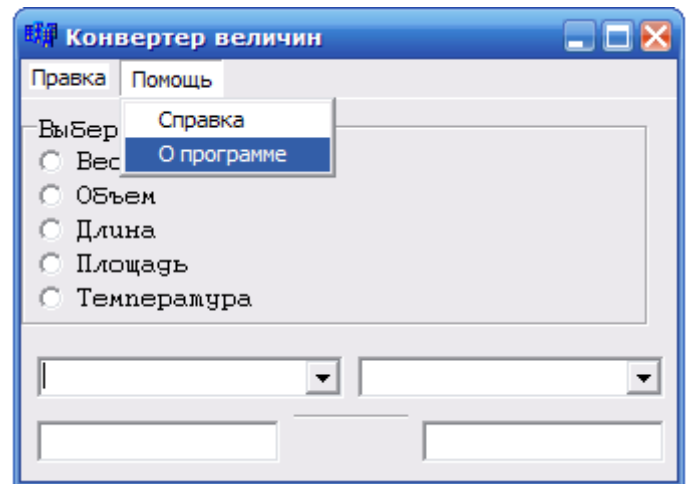 Конвертер величин
Правка Помощь
Справка
О программе
Выбер
Вес
Объем
Длина
Площадь
Температура